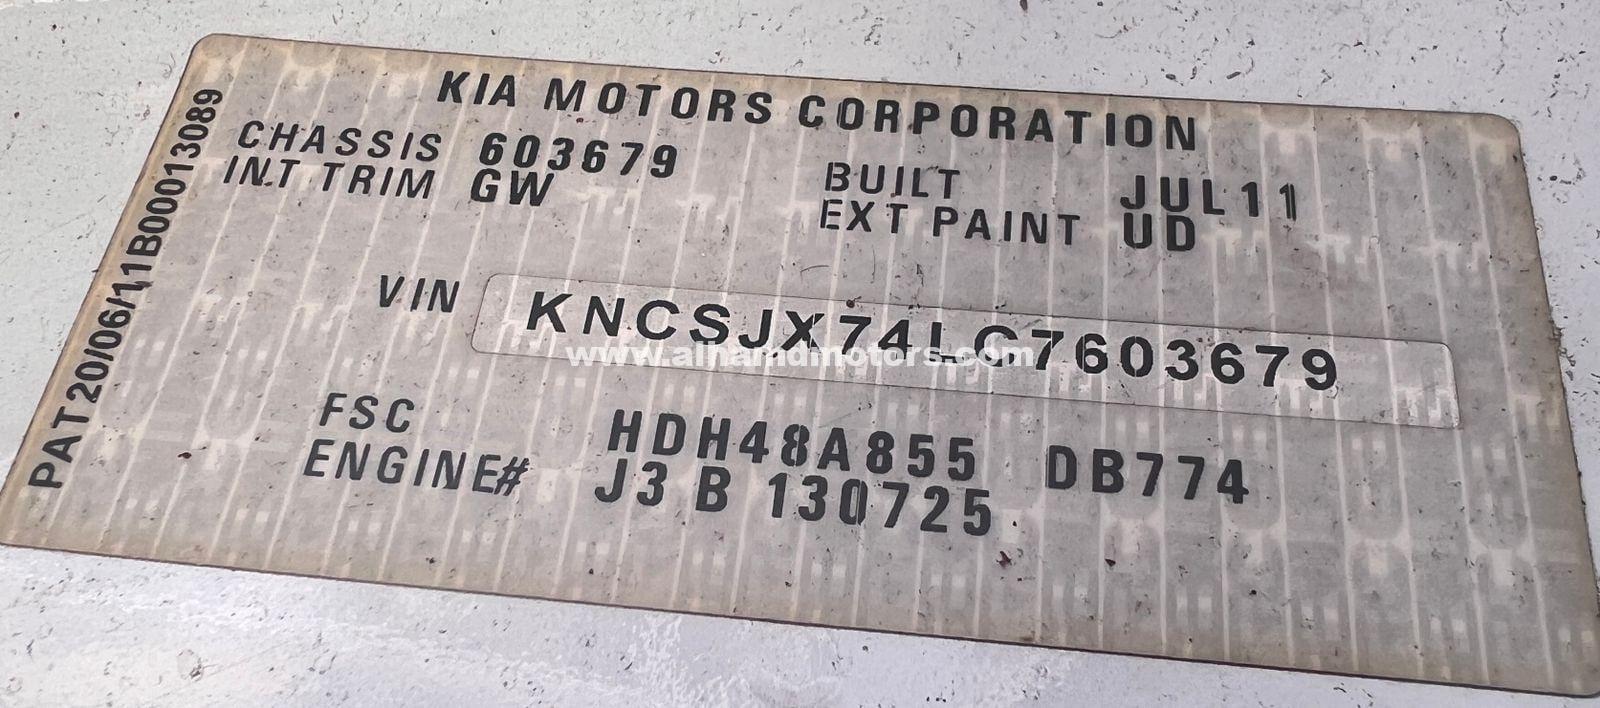 KIA MOTORS CORPORATION
CHASSIS 603679
INT TRIM GW
BUILT JUL11
EXT PAINT UD
VIN KNCSJX74LC7603679
www.alhamdmotors.com
FSC HDH48A855 DB774
ENGINE# J3 B 130725
PAT20/06/11B00013089